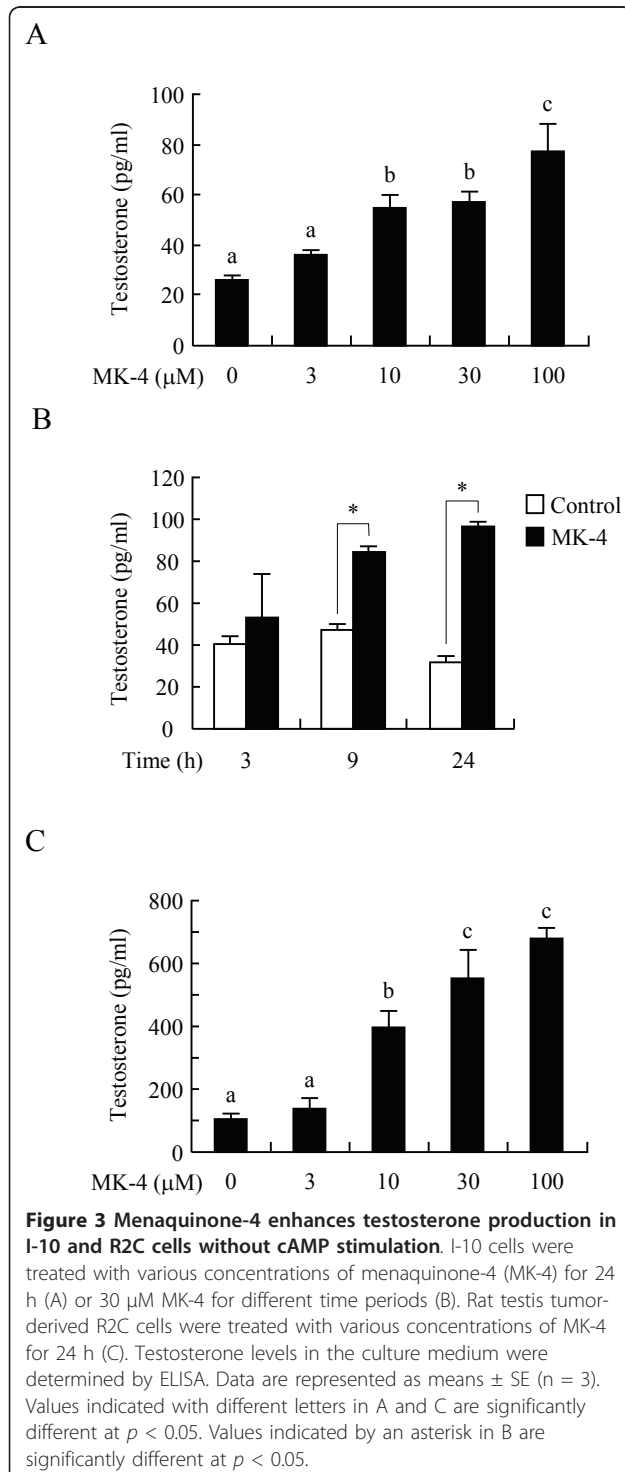 A
100
80
60
40
20
0
Testosterone (pg/ml)
a
a
b
b
c
MK-4 (μM) 0 3 10 30 100
B
120
100
80
60
40
20
0
Testosterone (pg/ml)
*
*
Control
MK-4
Time (h) 3 9 24
C
800
600
400
200
0
Testosterone (pg/ml)
a
a
b
c
c
MK-4 (μM) 0 3 10 30 100
Figure 3 Menaquinone-4 enhances testosterone production in
I-10 and R2C cells without cAMP stimulation. I-10 cells were
treated with various concentrations of menaquinone-4 (MK-4) for 24
h (A) or 30 μM MK-4 for different time periods (B). Rat testis tumor-
derived R2C cells were treated with various concentrations of MK-4
for 24 h (C). Testosterone levels in the culture medium were
determined by ELISA. Data are represented as means ± SE (n = 3).
Values indicated with different letters in A and C are significantly
different at p < 0.05. Values indicated by an asterisk in B are
significantly different at p < 0.05.